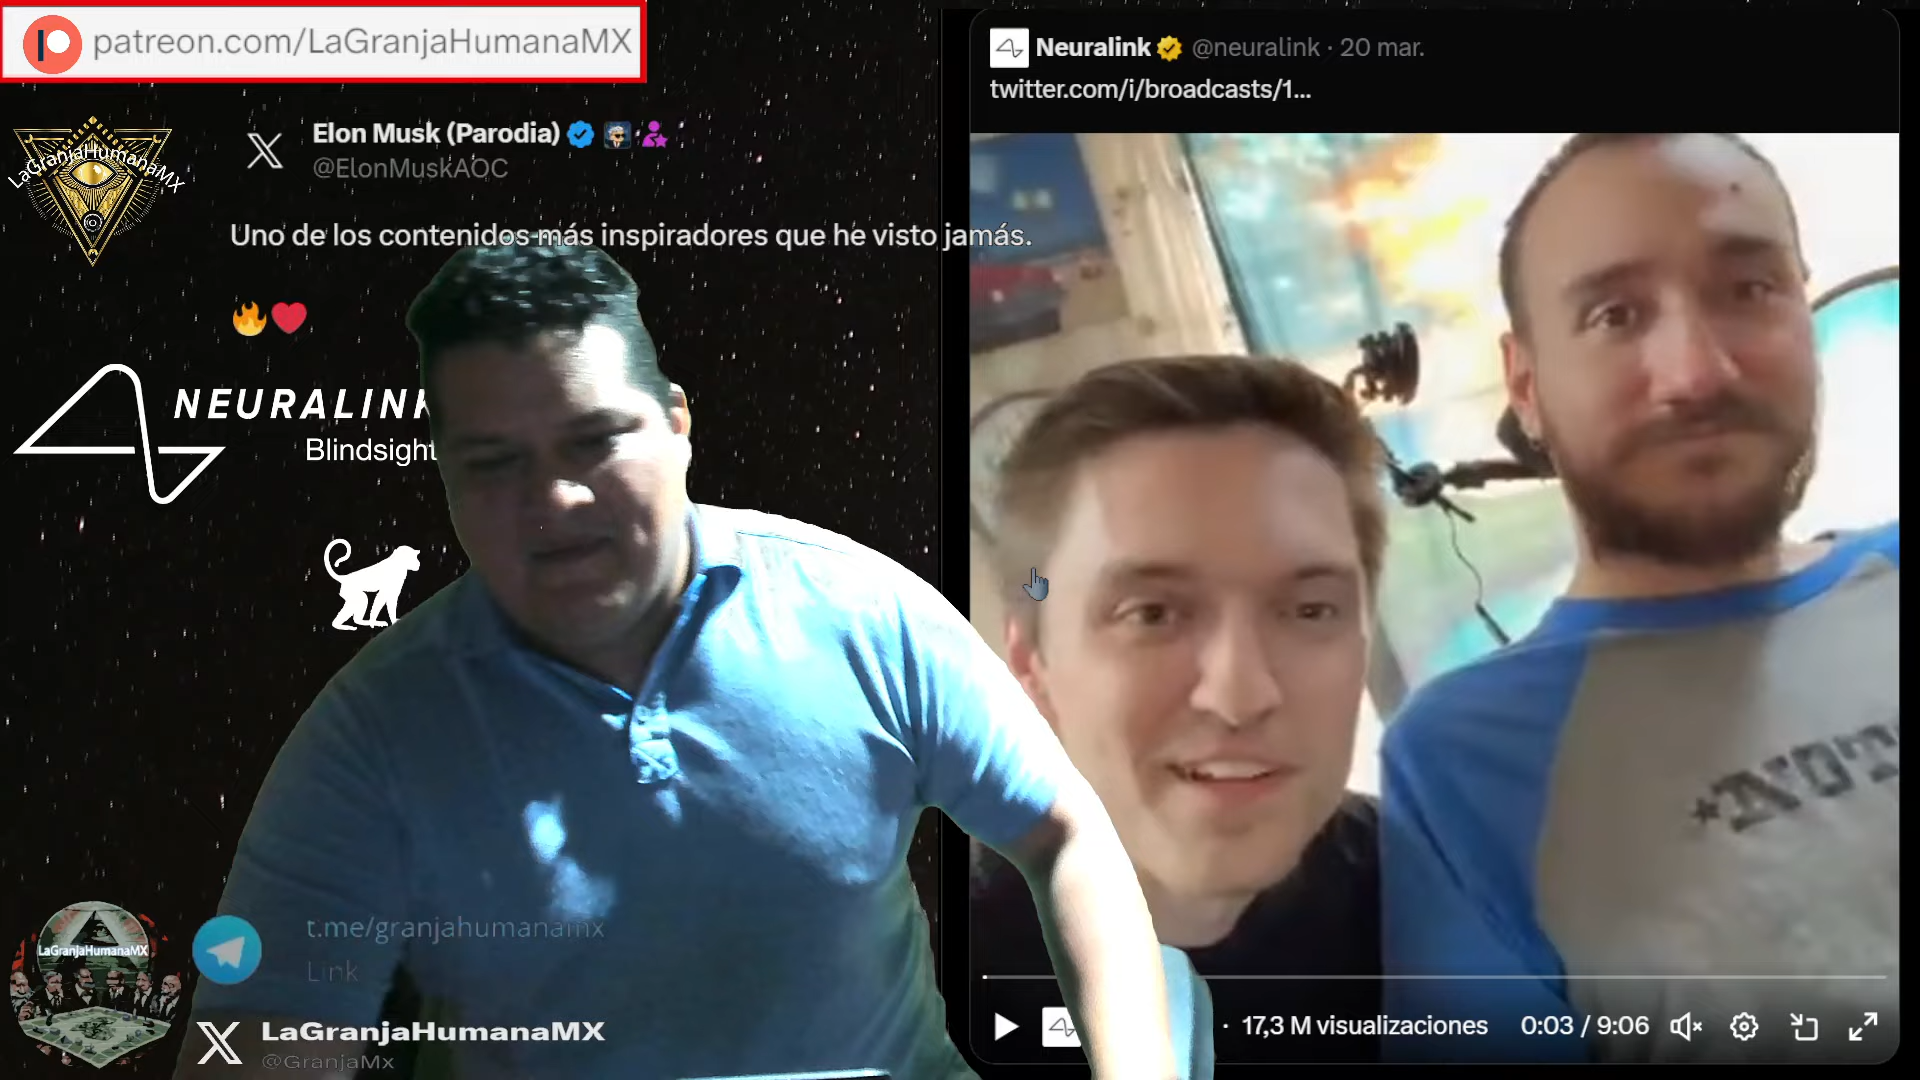 patreon.com/LaGranjaHumanaMX
LaGranjaHumanaMX
Elon Musk (Parodia)
@ElonMuskAOC
Uno de los contenidos más inspiradores que he visto jamás.
NEURALINK
Blindsight
LaGranjaHumanaMX
t.me/granjahumanamx
Link
LaGranjaHumanaMX
@GranjaMx
Neuralink @neuralink · 20 mar.
twitter.com/i/broadcasts/1...
NOT
· 17,3 M visualizaciones 0:03 / 9:06